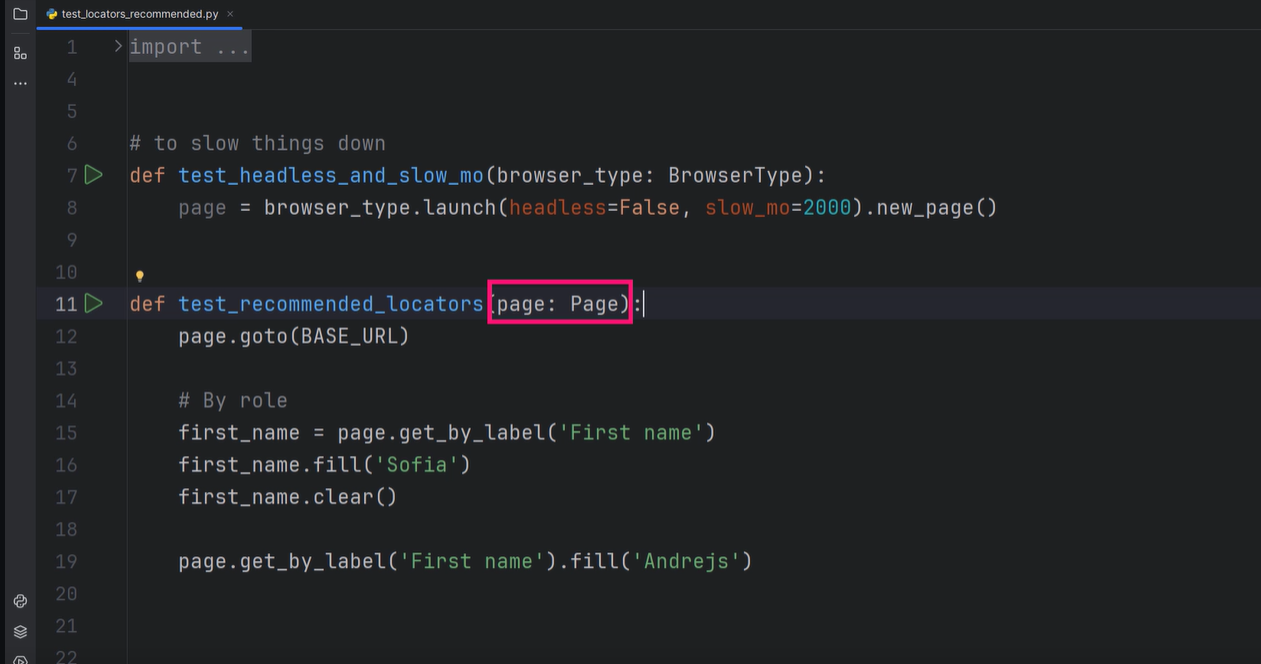 test_locators_recommended.py ×
1 import ...
4
5
6 # to slow things down
7 def test_headless_and_slow_mo(browser_type: BrowserType):
8     page = browser_type.launch(headless=False, slow_mo=2000).new_page()
9
10
11 def test_recommended_locators(page: Page):
12     page.goto(BASE_URL)
13
14     # By role
15     first_name = page.get_by_label('First name')
16     first_name.fill('Sofia')
17     first_name.clear()
18
19     page.get_by_label('First name').fill('Andrejs')
20
21
22